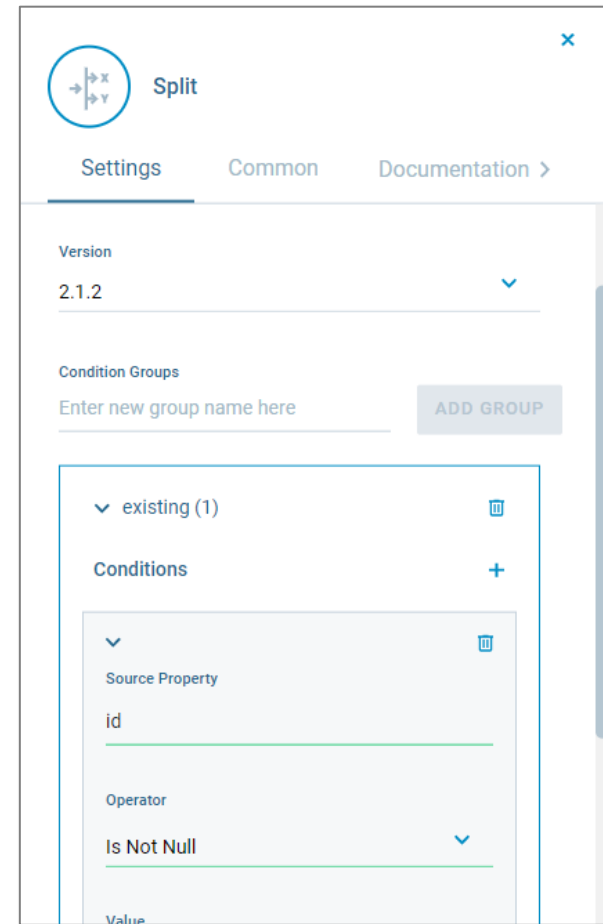 X
Y
Split
Settings Common Documentation
Version
2.1.2
Condition Groups
Enter new group name here ADD GROUP
existing (1)
Conditions
Source Property
id
Operator
Is Not Null
Value